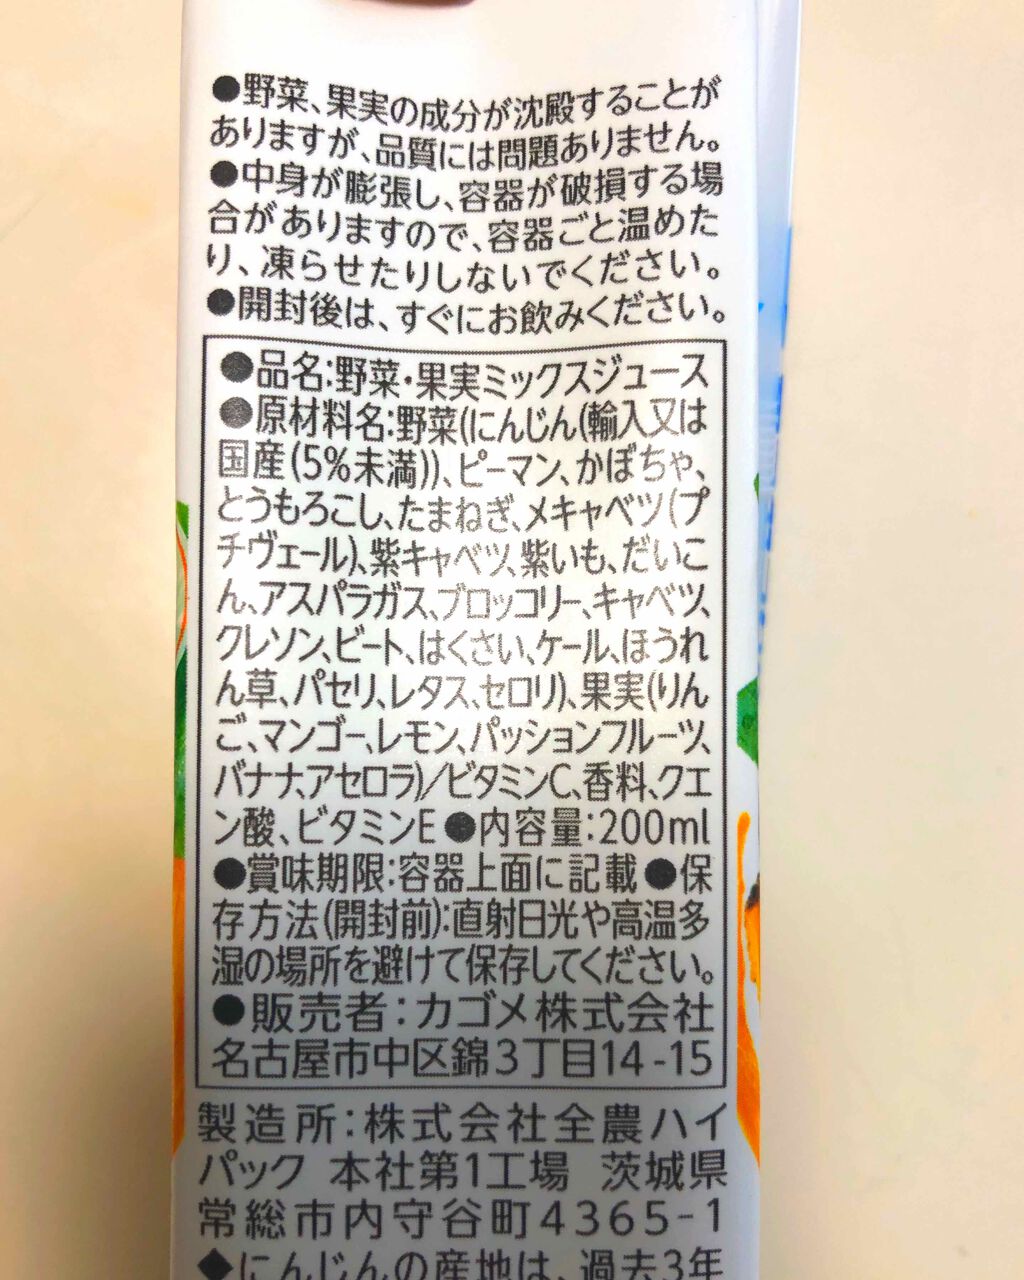 ●野菜、果実の成分が沈殿することが
ありますが、品質には問題ありません。
●中身が膨張し、容器が破損する場
合がありますので、容器ごと温めた
り、凍らせたりしないでください。
●開封後は、すぐにお飲みください。
●品名:野菜・果実ミックスジュース
●原材料名:野菜(にんじん(輸入又は
国産(5%未満))、ピーマン、かぼちゃ、
とうもろこし、たまねぎ、メキャベツ(プ
チヴェール)、紫キャベツ、紫いも、だいこ
ん、アスパラガス、ブロッコリー、キャベツ、
クレソン、ビート、はくさい、ケール、ほうれ
ん草、パセリ、レタス、セロリ)、果実(りん
ご、マンゴー、レモン、パッションフルーツ、
バナナ、アセロラ)/ビタミンC、香料、クエ
ン酸、ビタミンE●内容量:200ml
●賞味期限:容器上面に記載●保
存方法(開封前):直射日光や高温多
湿の場所を避けて保存してください。
●販売者:カゴメ株式会社
名古屋市中区錦3丁目14-15
製造所:株式会社全農ハイ
パック 本社第1工場 茨城県
常総市内守谷町4365-1
◆にんじんの産地は、過去3年